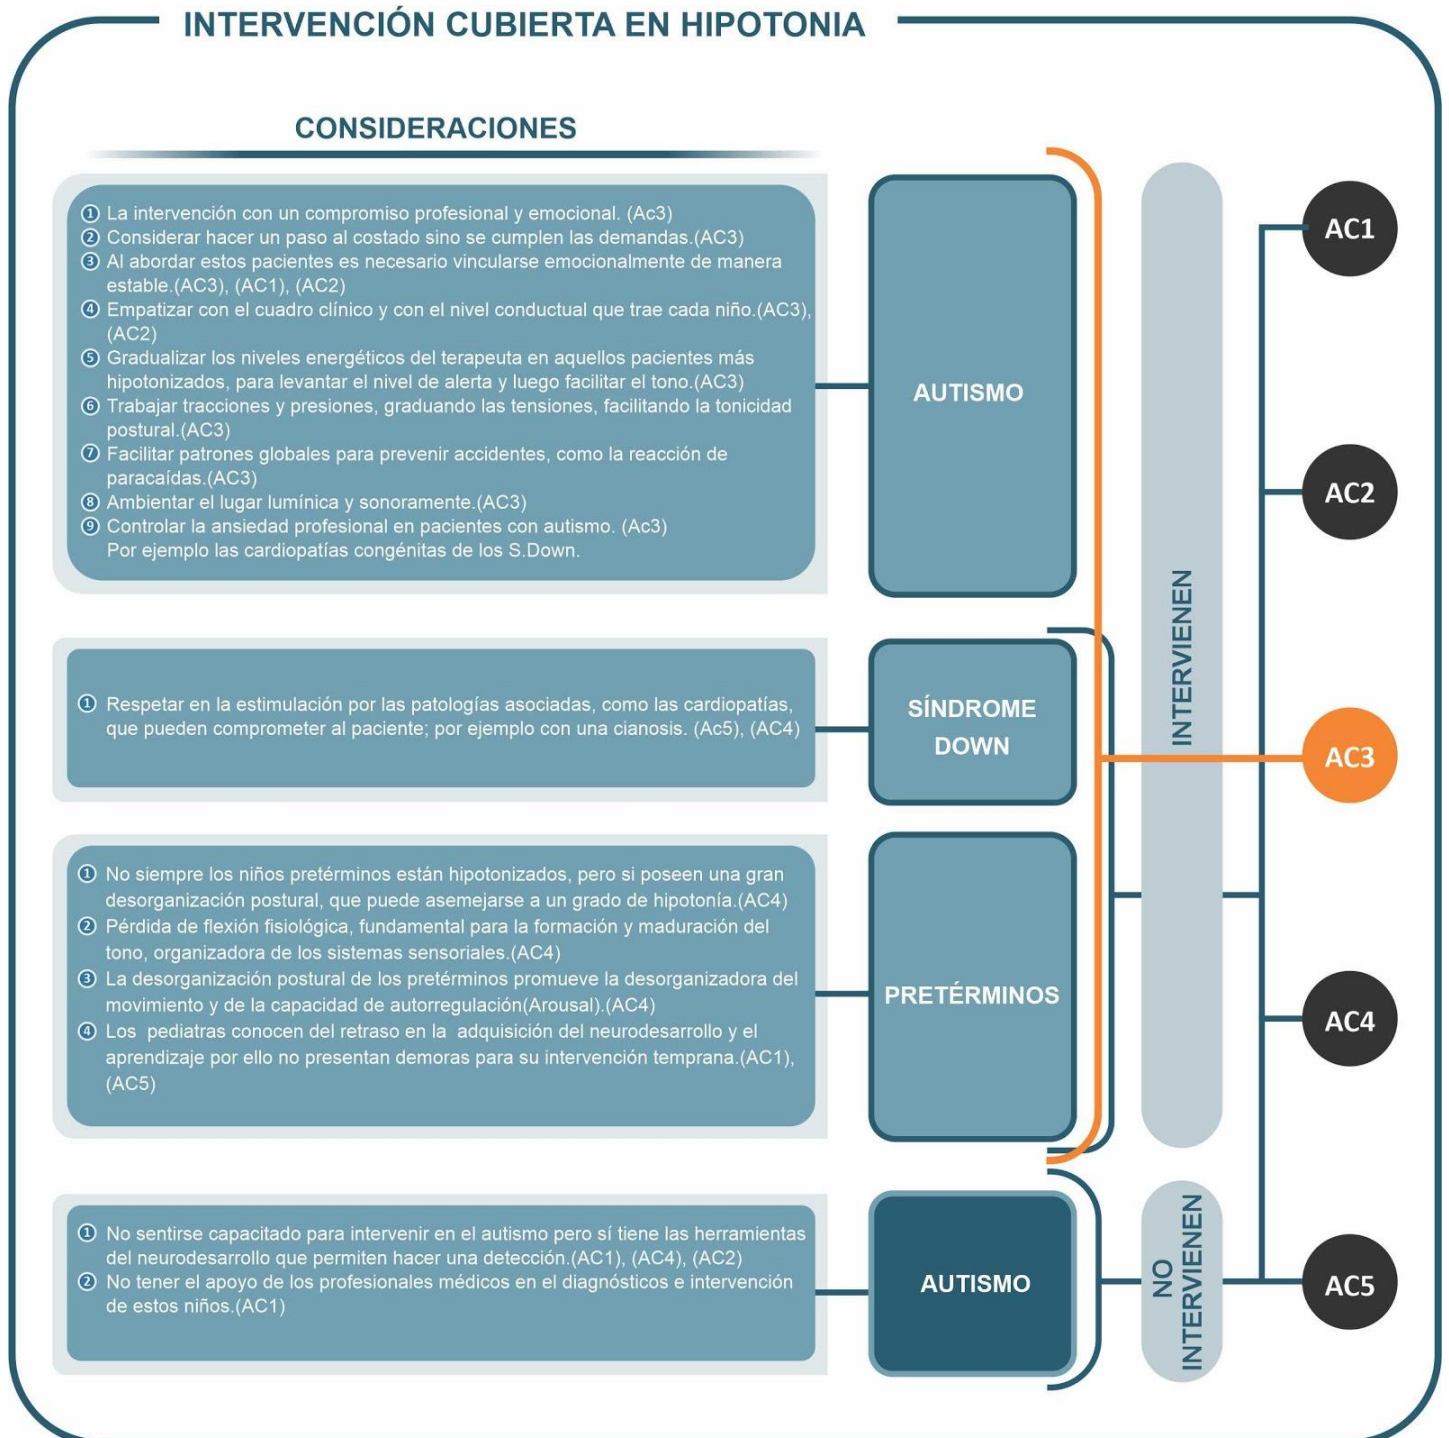 INTERVENCIÓN CUBIERTA EN HIPOTONIA
CONSIDERACIONES
① La intervención con un compromiso profesional y emocional. (Ac3)
② Considerar hacer un paso al costado sino se cumplen las demandas.(AC3)
③ Al abordar estos pacientes es necesario vincularse emocionalmente de manera
estable.(AC3), (AC1), (AC2)
④ Empatizar con el cuadro clínico y con el nivel conductual que trae cada niño.(AC3),
(AC2)
⑤ Gradualizar los niveles energéticos del terapeuta en aquellos pacientes más
hipotonizados, para levantar el nivel de alerta y luego facilitar el tono.(AC3)
⑥ Trabajar tracciones y presiones, graduando las tensiones, facilitando la tonicidad
postural.(AC3)
⑦ Facilitar patrones globales para prevenir accidentes, como la reacción de
paracaídas.(AC3)
⑧ Ambientar el lugar lumínica y sonoramente.(AC3)
⑨ Controlar la ansiedad profesional en pacientes con autismo. (Ac3)
Por ejemplo las cardiopatías congénitas de los S.Down.
AUTISMO
① Respetar en la estimulación por las patologías asociadas, como las cardiopatías,
que pueden comprometer al paciente; por ejemplo con una cianosis. (Ac5), (AC4)
SÍNDROME
DOWN
① No siempre los niños pretérminos están hipotonizados, pero si poseen una gran
desorganización postural, que puede asemejarse a un grado de hipotonía.(AC4)
② Pérdida de flexión fisiológica, fundamental para la formación y maduración del
tono, organizadora de los sistemas sensoriales.(AC4)
③ La desorganización postural de los pretérminos promueve la desorganizadora del
movimiento y de la capacidad de autorregulación(Arousal).(AC4)
④ Los pediatras conocen del retraso en la adquisición del neurodesarrollo y el
aprendizaje por ello no presentan demoras para su intervención temprana.(AC1),
(AC5)
PRETÉRMINOS
① No sentirse capacitado para intervenir en el autismo pero sí tiene las herramientas
del neurodesarrollo que permiten hacer una detección.(AC1), (AC4), (AC2)
② No tener el apoyo de los profesionales médicos en el diagnósticos e intervención
de estos niños.(AC1)
AUTISMO
INTERVIENEN
NO
INTERVIENEN
AC1
AC2
AC3
AC4
AC5